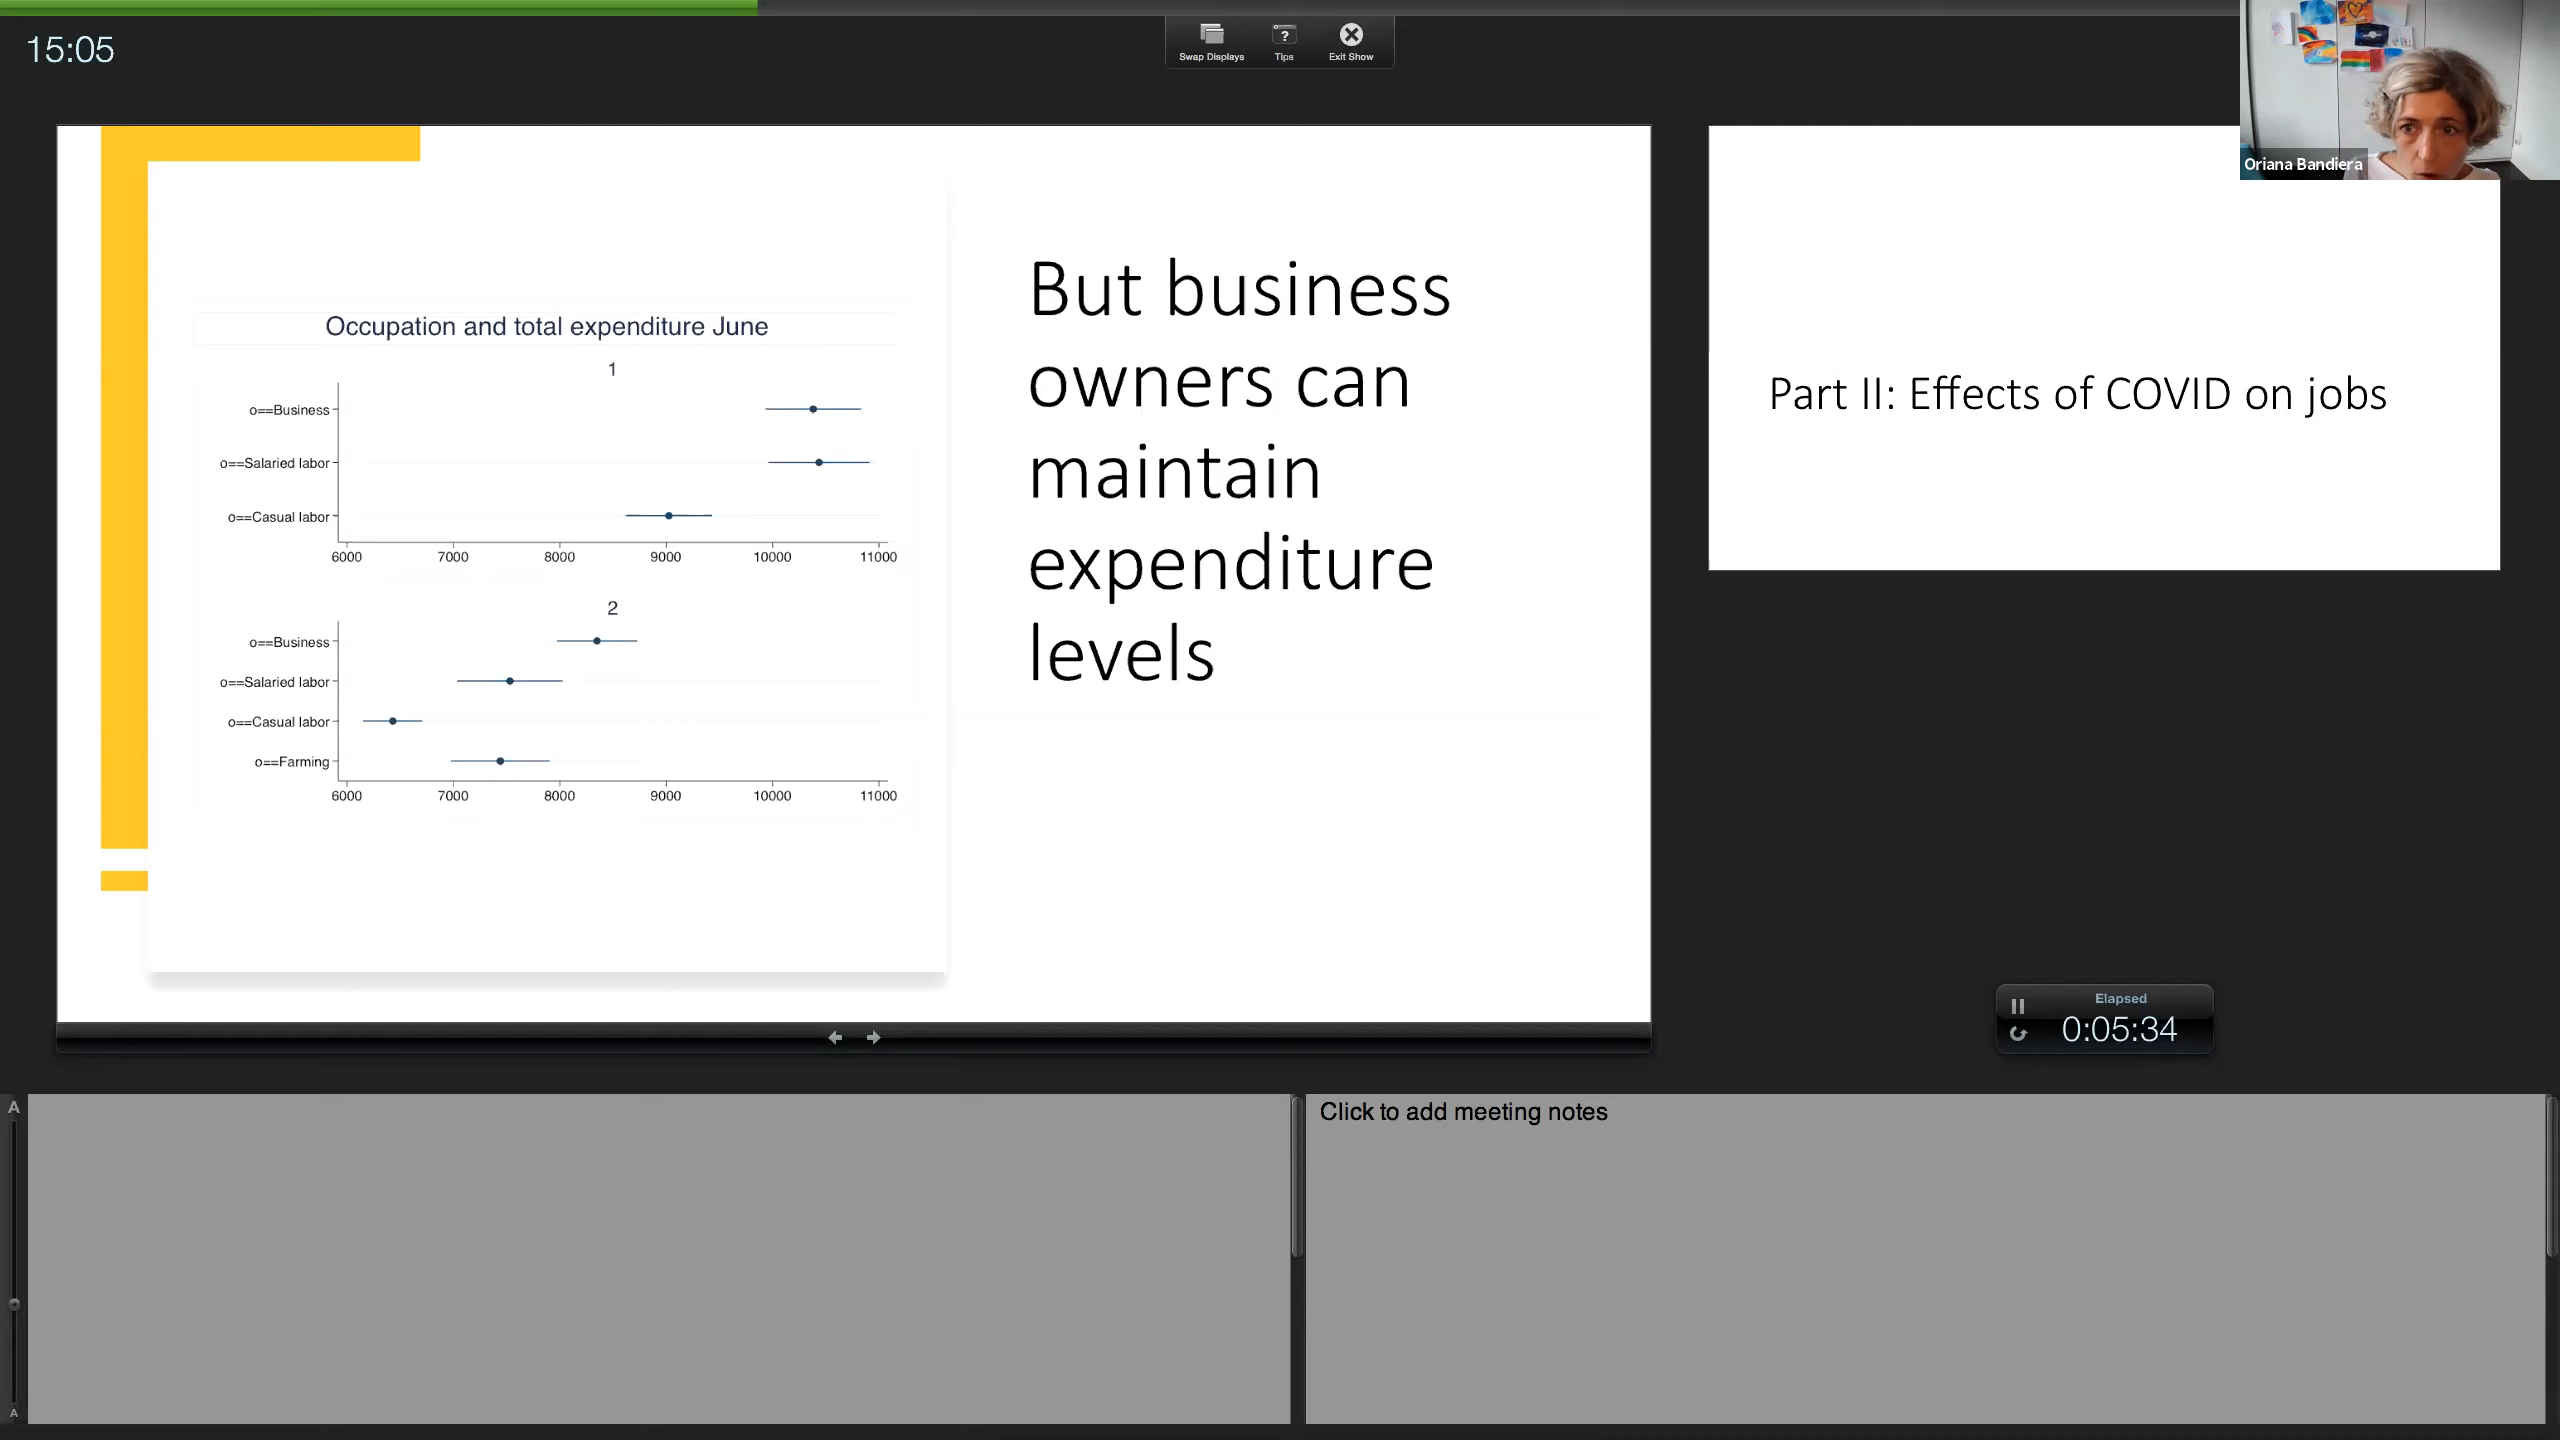 15:05
Swap Displays
Tips
Exit Show
Oriana Bandiera
Occupation and total expenditure June
1
o==Business
o==Salaried labor
o==Casual labor
6000 7000 8000 9000 10000 11000
2
o==Business
o==Salaried labor
o==Casual labor
o==Farming
6000 7000 8000 9000 10000 11000
But business
owners can
maintain
expenditure
levels
Part II: Effects of COVID on jobs
Elapsed
0:05:34
A
A
Click to add meeting notes